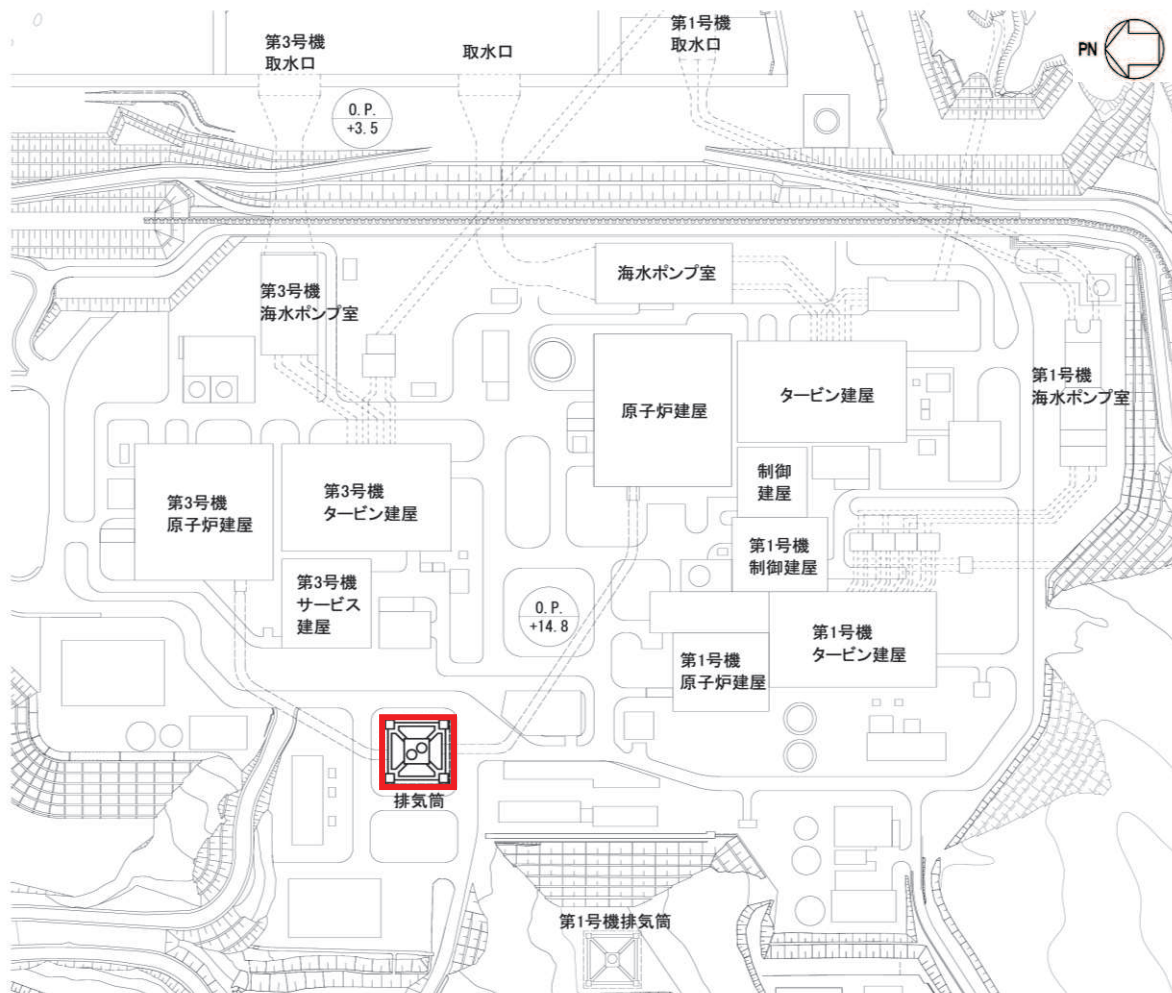 第3号機
取水口
取水口
第1号機
取水口
PN
O.P.
+3.5
第3号機
海水ポンプ室
海水ポンプ室
原子炉建屋
タービン建屋
第1号機
海水ポンプ室
制御
建屋
第3号機
原子炉建屋
第3号機
タービン建屋
第1号機
制御建屋
第3号機
サービス
建屋
O.P.
+14.8
第1号機
タービン建屋
第1号機
原子炉建屋
排気筒
第1号機排気筒